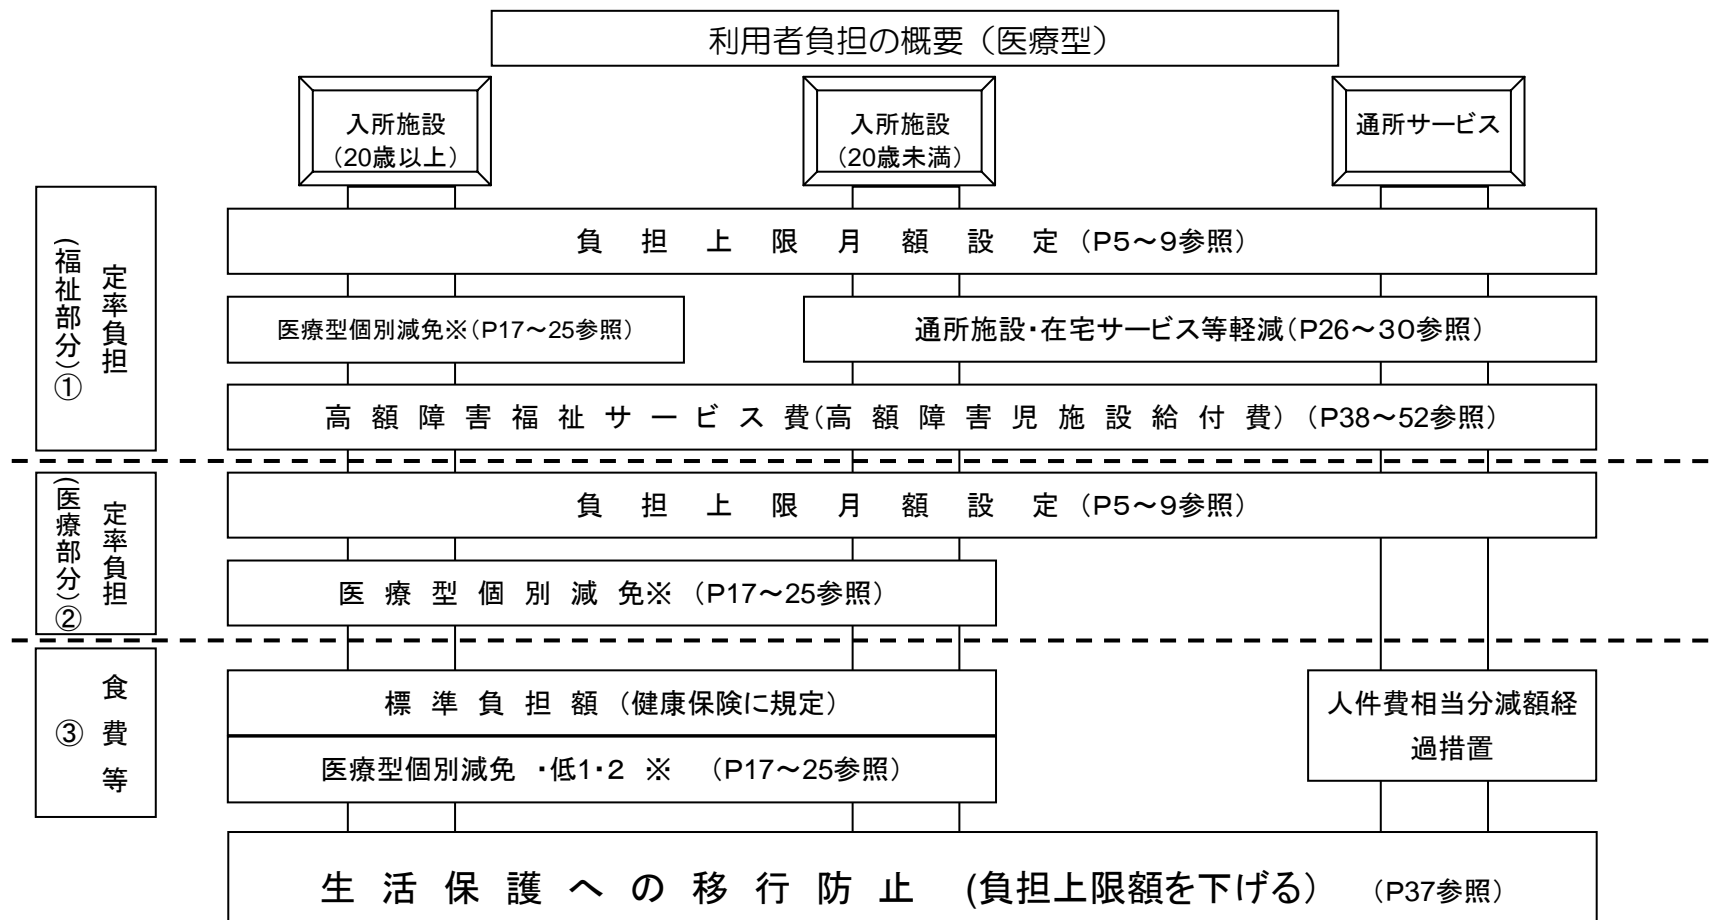 利用者負担の概要（医療型）
入所施設
（20歳以上）
入所施設
（20歳未満）
通所サービス
定率負担
（福祉部分）①
負担上限月額設定（P5～9参照）
医療型個別減免※（P17～25参照）
通所施設・在宅サービス等軽減（P26～30参照）
高額障害福祉サービス費（高額障害児施設給付費）（P38～52参照）
定率負担
（医療部分）②
負担上限月額設定（P5～9参照）
医療型個別減免※（P17～25参照）
食費等
③
標準負担額（健康保険に規定）
人件費相当分減額経
過措置
医療型個別減免・低1・2 ※ （P17～25参照）
生活保護への移行防止 (負担上限額を下げる） （P37参照）